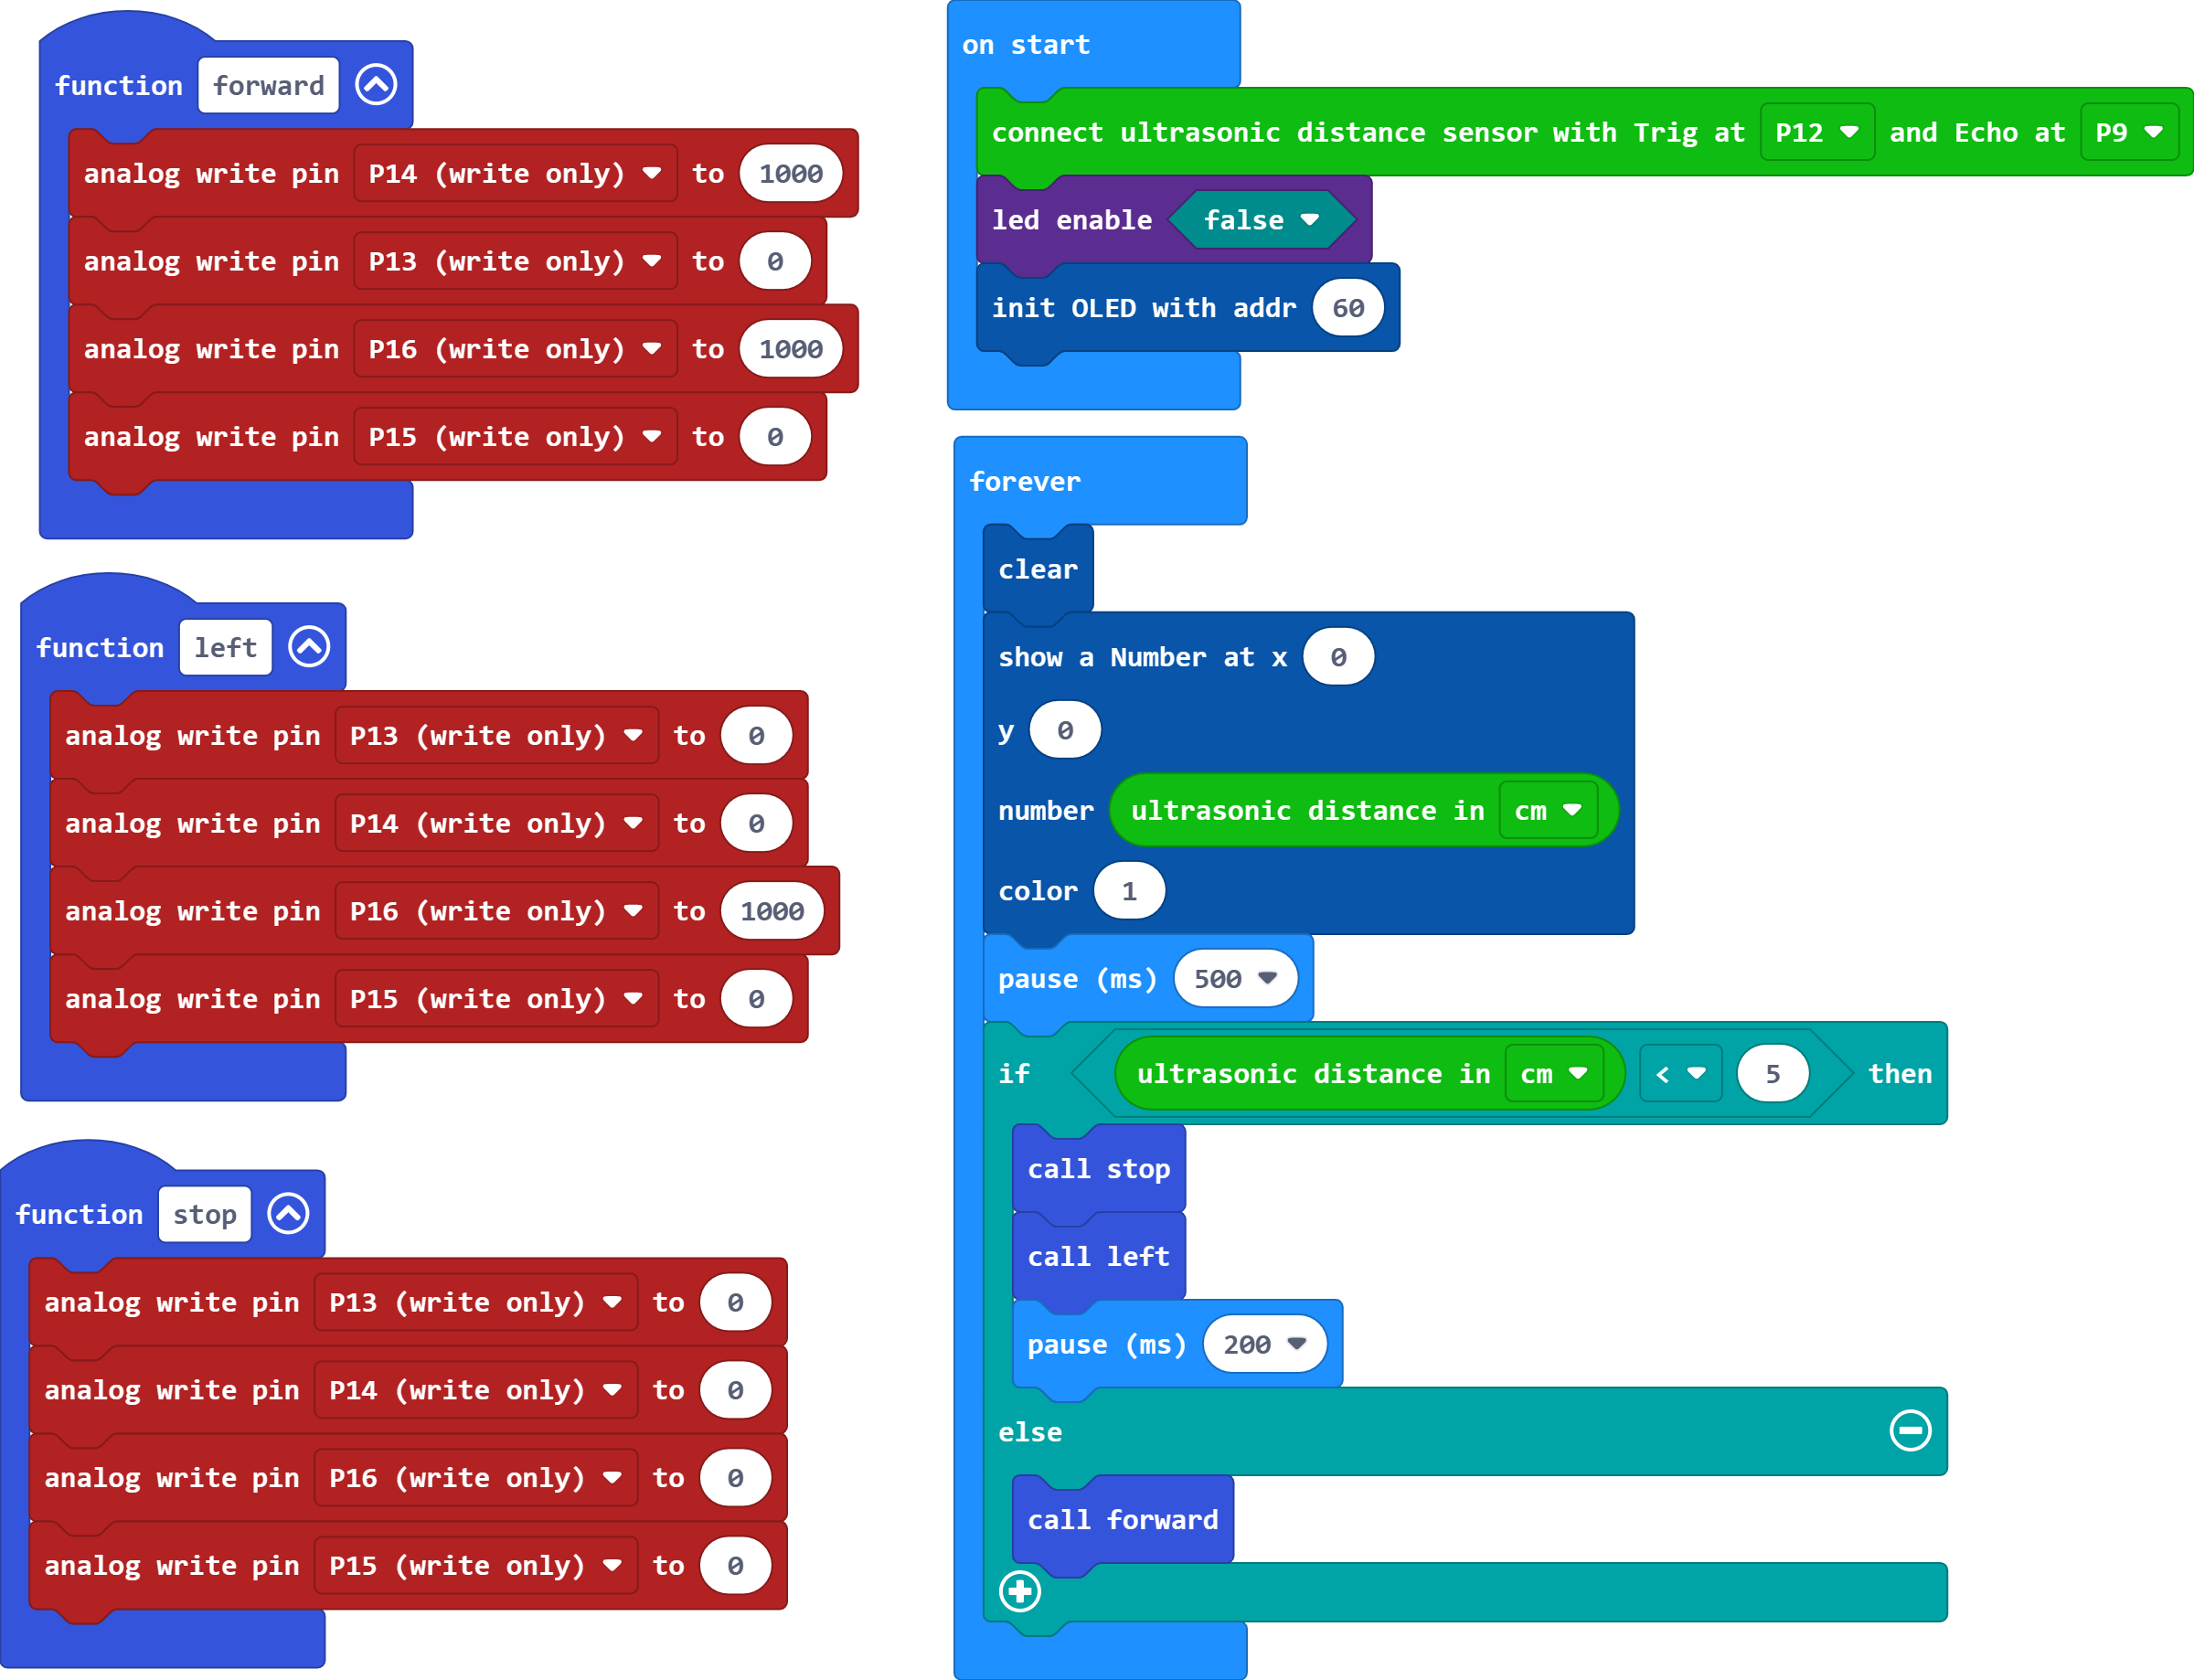 function forward
analog write pin P14 (write only) to 1000
analog write pin P13 (write only) to 0
analog write pin P16 (write only) to 1000
analog write pin P15 (write only) to 0
function left
analog write pin P13 (write only) to 0
analog write pin P14 (write only) to 0
analog write pin P16 (write only) to 1000
analog write pin P15 (write only) to 0
function stop
analog write pin P13 (write only) to 0
analog write pin P14 (write only) to 0
analog write pin P16 (write only) to 0
analog write pin P15 (write only) to 0
on start
connect ultrasonic distance sensor with Trig at P12 and Echo at P9
led enable false
init OLED with addr 60
forever
clear
show a Number at x 0
y 0
number ultrasonic distance in cm
color 1
pause (ms) 500
if ultrasonic distance in cm < 5 then
call stop
call left
pause (ms) 200
else
call forward